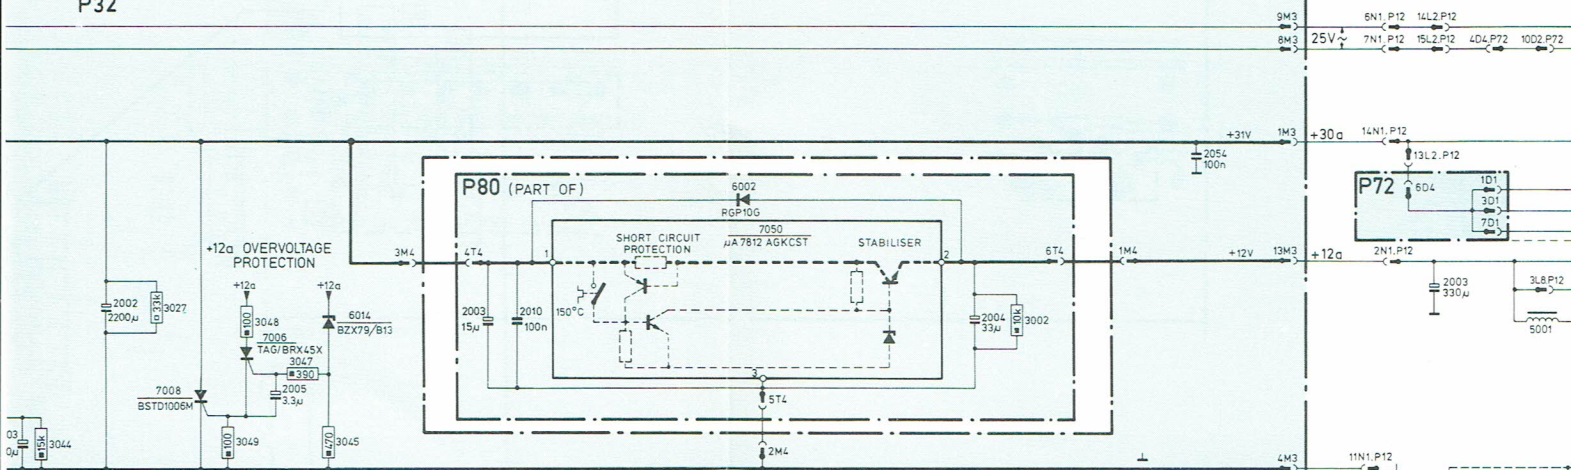 P32
9M3
6N1.P12
14L2.P12
8M3
25V~
7N1.P12
15L2.P12
4D4.P72
10D2.P72
+31V
1M3
+30a
14N1.P12
2054
100n
13L2.P12
P80 (PART OF)
6002
RGP10G
P72
6D4
1D1
3D1
7D1
7050
µA7812 AGKCST
SHORT CIRCUIT
PROTECTION
STABILISER
+12a OVERVOLTAGE
PROTECTION
3M4
4T4
1
2
6T4
1M4
+12V
13M3
+12a
2N1.P12
+12a
+12a
2002
2200µ
33k
3027
100
3048
6014
BZX79/B13
7006
TAG/BRX45X
3047
390
2005
3.3µ
150°C
2003
15µ
2010
100n
2004
33µ
10k
3002
2003
330µ
3L8.P12
5001
7008
BSTD1006M
3
5T4
03
0µ
15k
3044
100
3049
470
3045
2M4
4M3
11N1.P12